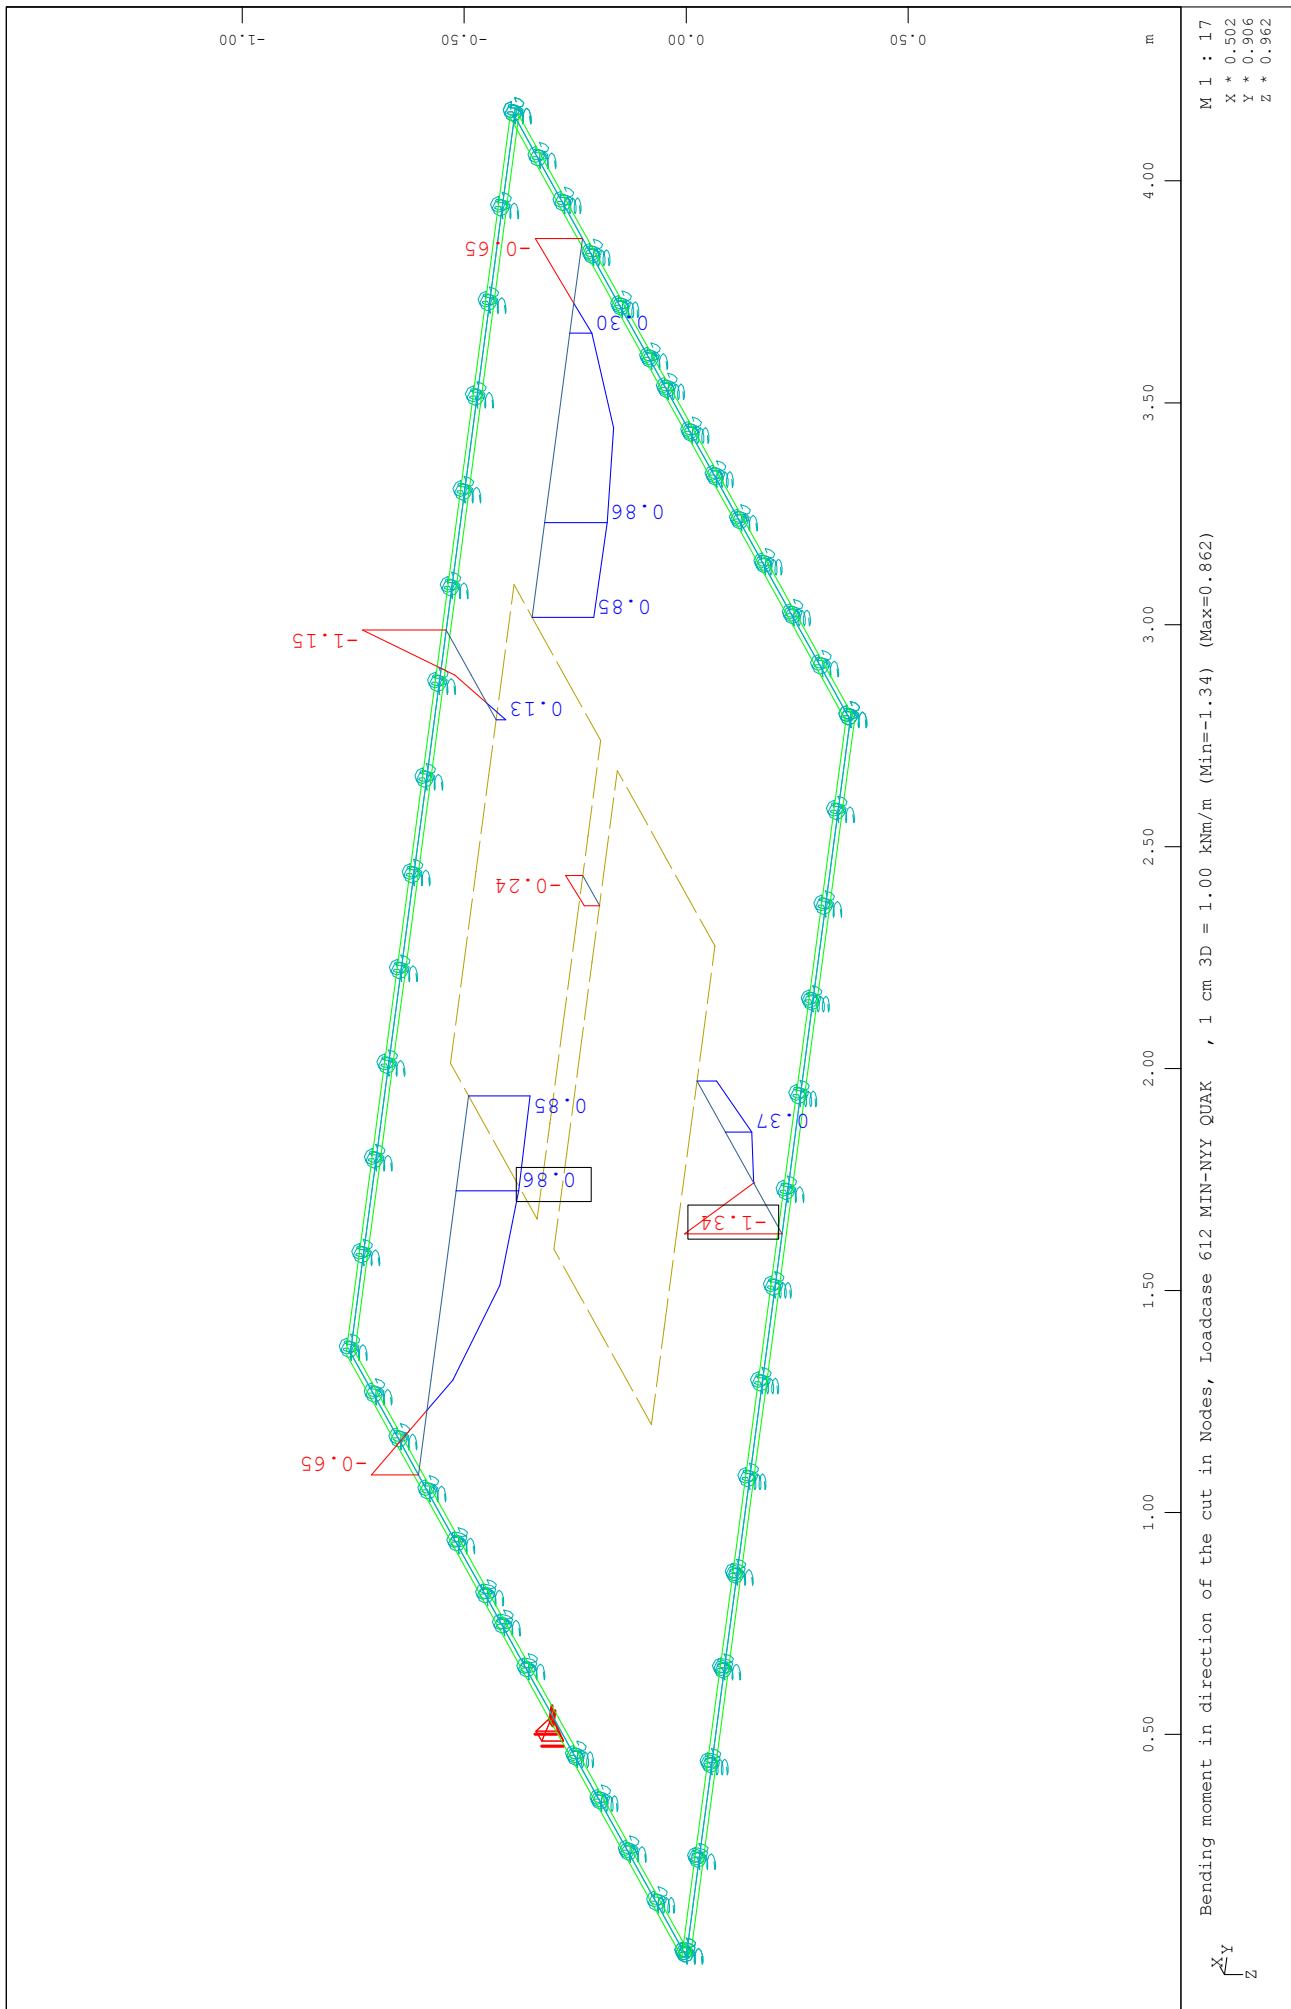 -1.00
-0.50
0.00
0.50
m
4.00
3.50
3.00
2.50
2.00
1.50
1.00
0.50
-0.65
0.30
0.86
0.85
-1.15
0.13
-0.24
0.85
0.86
0.37
-1.34
-0.65
Bending moment in direction of the cut in Nodes, Loadcase 612 MIN-NYY QUAK , 1 cm 3D = 1.00 kNm/m (Min=-1.34) (Max=0.862)
M 1 : 17
X * 0.502
Y * 0.906
Z * 0.962
X
Y
Z